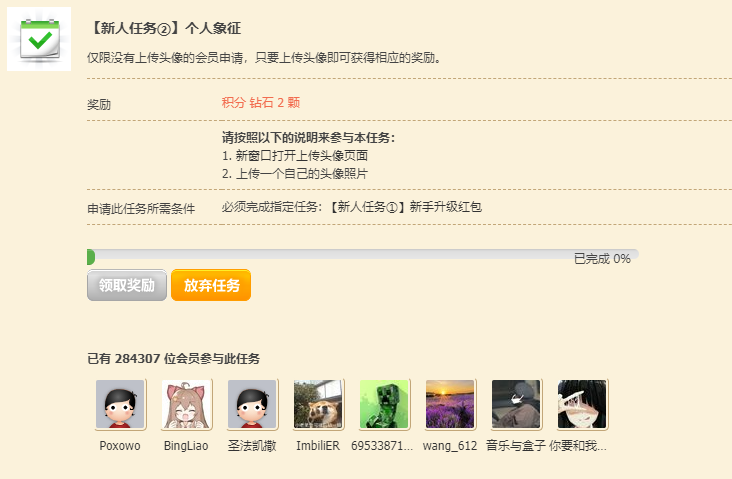 【新人任务②】个人象征
仅限没有上传头像的会员申请，只要上传头像即可获得相应的奖励。
奖励
积分 钻石 2 颗
请按照以下的说明来参与本任务：
1. 新窗口打开上传头像页面
2. 上传一个自己的头像照片
申请此任务所需条件
必须完成指定任务：【新人任务①】新手升级红包
已完成 0%
领取奖励
放弃任务
已有 284307 位会员参与此任务
Poxowo
BingLiao
圣法凯撒
ImbiliER
69533871...
wang_612
音乐与盒子
你要和我...